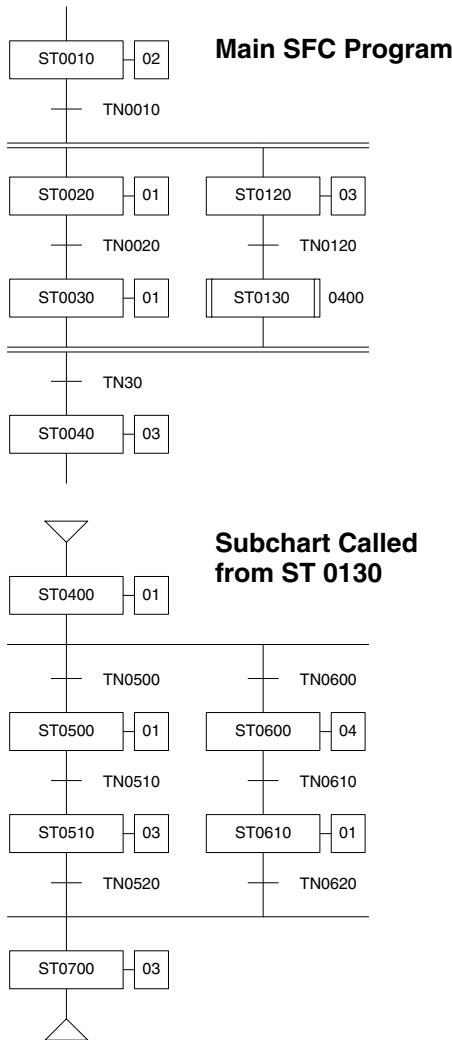 Main SFC Program
ST0010 02
TN0010
ST0020 01 ST0120 03
TN0020 TN0120
ST0030 01 ST0130 0400
TN30
ST0040 03
Subchart Called
from ST 0130
ST0400 01
TN0500 TN0600
ST0500 01 ST0600 04
TN0510 TN0610
ST0510 03 ST0610 01
TN0520 TN0620
ST0700 03